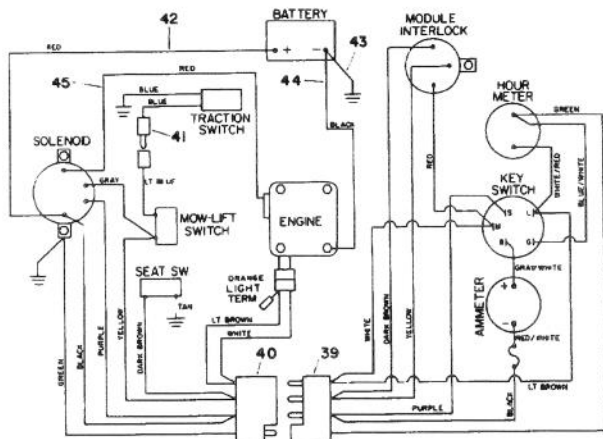 42
BATTERY
43
MODULE
INTERLOCK
RED
+
−
45
44
HOUR
METER
GREEN
RED
BLUE
BLUE
TRACTION
SWITCH
41
SOLENOID
BLACK
RED
WHITE/RED
BLUE/WHITE
GRAY
LT BLUE
KEY
SWITCH
S
L
M
B
G
MOW-LIFT
SWITCH
ENGINE
GRAY/WHITE
SEAT SW
TAN
ORANGE
LIGHT
TERM
+
−
AMMETER
RED/WHITE
LT BROWN
WHITE
GREEN
BLACK
PURPLE
YELLOW
DARK BROWN
40
39
WHITE
DARK BROWN
YELLOW
PURPLE
LT BROWN
BLACK